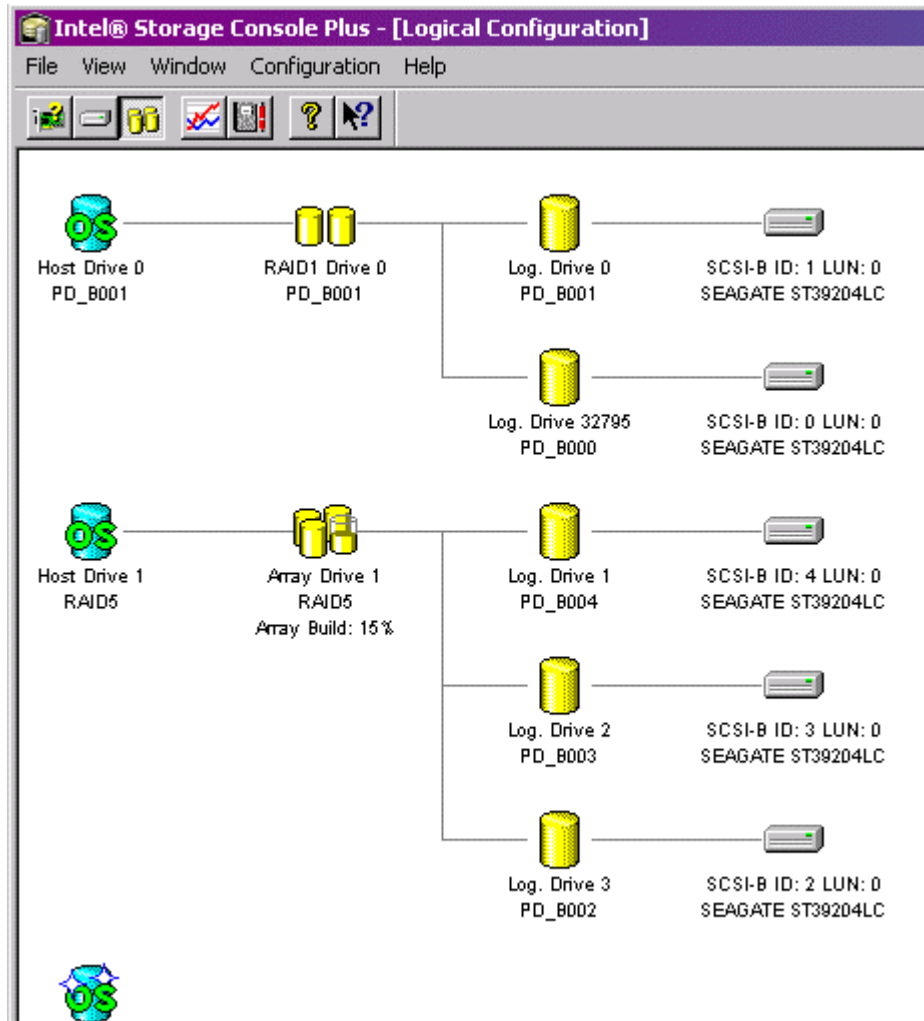 Intel® Storage Console Plus - [Logical Configuration]
File View Window Configuration Help
OS
Host Drive 0
PD_B001
RAID1 Drive 0
PD_B001
Log. Drive 0
PD_B001
SCSI-B ID: 1 LUN: 0
SEAGATE ST39204LC
Log. Drive 32795
PD_B000
SCSI-B ID: 0 LUN: 0
SEAGATE ST39204LC
OS
Host Drive 1
RAID5
Array Drive 1
RAID5
Array Build: 15%
Log. Drive 1
PD_B004
SCSI-B ID: 4 LUN: 0
SEAGATE ST39204LC
Log. Drive 2
PD_B003
SCSI-B ID: 3 LUN: 0
SEAGATE ST39204LC
Log. Drive 3
PD_B002
SCSI-B ID: 2 LUN: 0
SEAGATE ST39204LC
OS